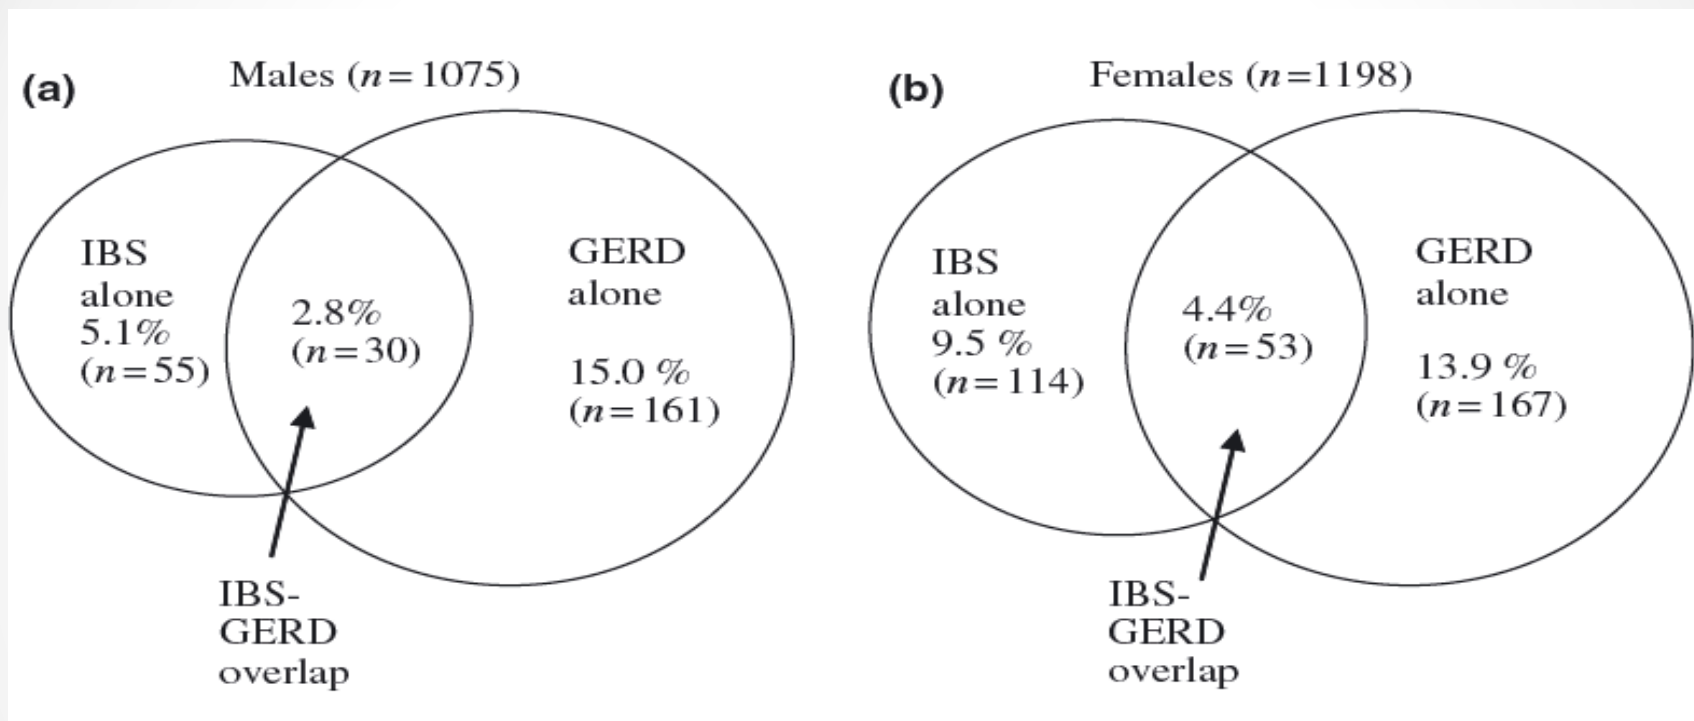 (a)
Males (n=1075)
IBS
alone
5.1%
(n=55)
2.8%
(n=30)
GERD
alone
15.0 %
(n=161)
IBS-
GERD
overlap
(b)
Females (n=1198)
IBS
alone
9.5 %
(n=114)
4.4%
(n=53)
GERD
alone
13.9 %
(n=167)
IBS-
GERD
overlap